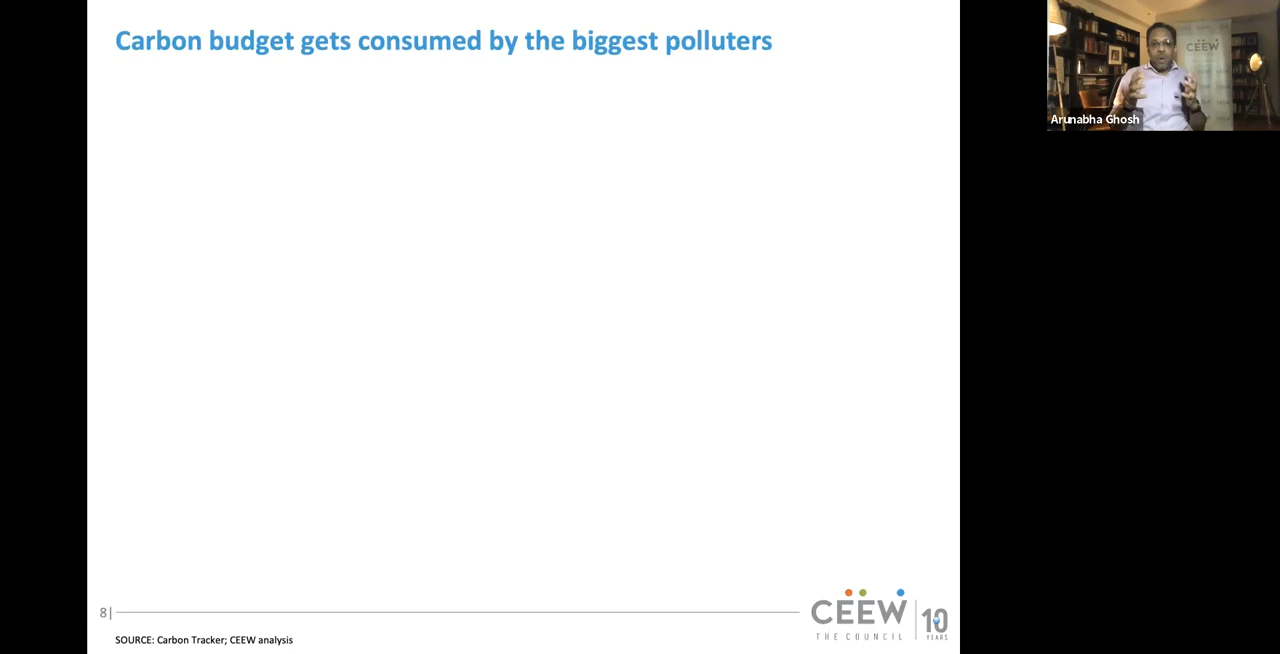 Carbon budget gets consumed by the biggest polluters
CEEW
Arunabha Ghosh
8|
CEEW
THE COUNCIL
10
YEARS
SOURCE: Carbon Tracker; CEEW analysis